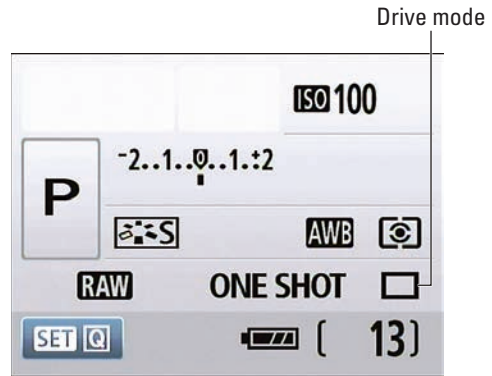 Drive mode
ISO 100
P
-2..1..0..1..+2
S
AWB
RAW ONE SHOT
SET Q [ 13]